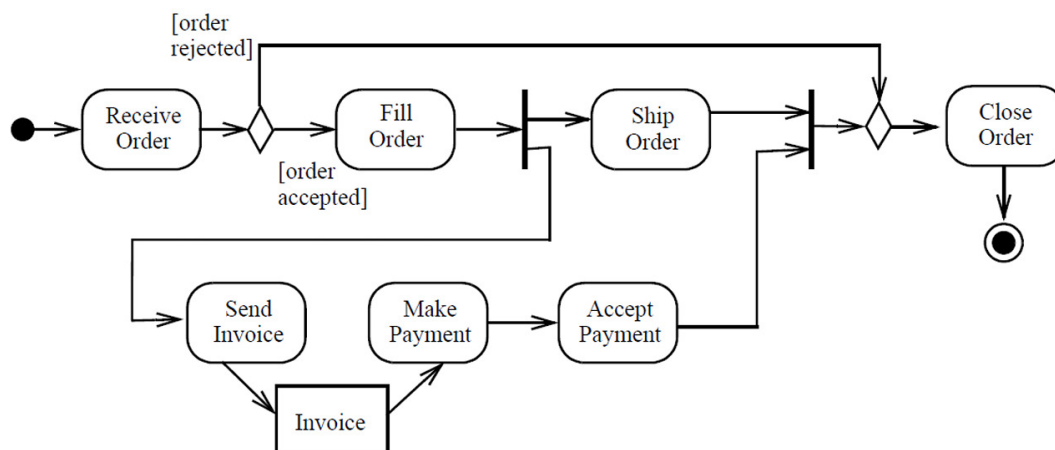 [order
rejected]
Receive
Order
Fill
Order
Ship
Order
Close
Order
[order
accepted]
Send
Invoice
Make
Payment
Accept
Payment
Invoice